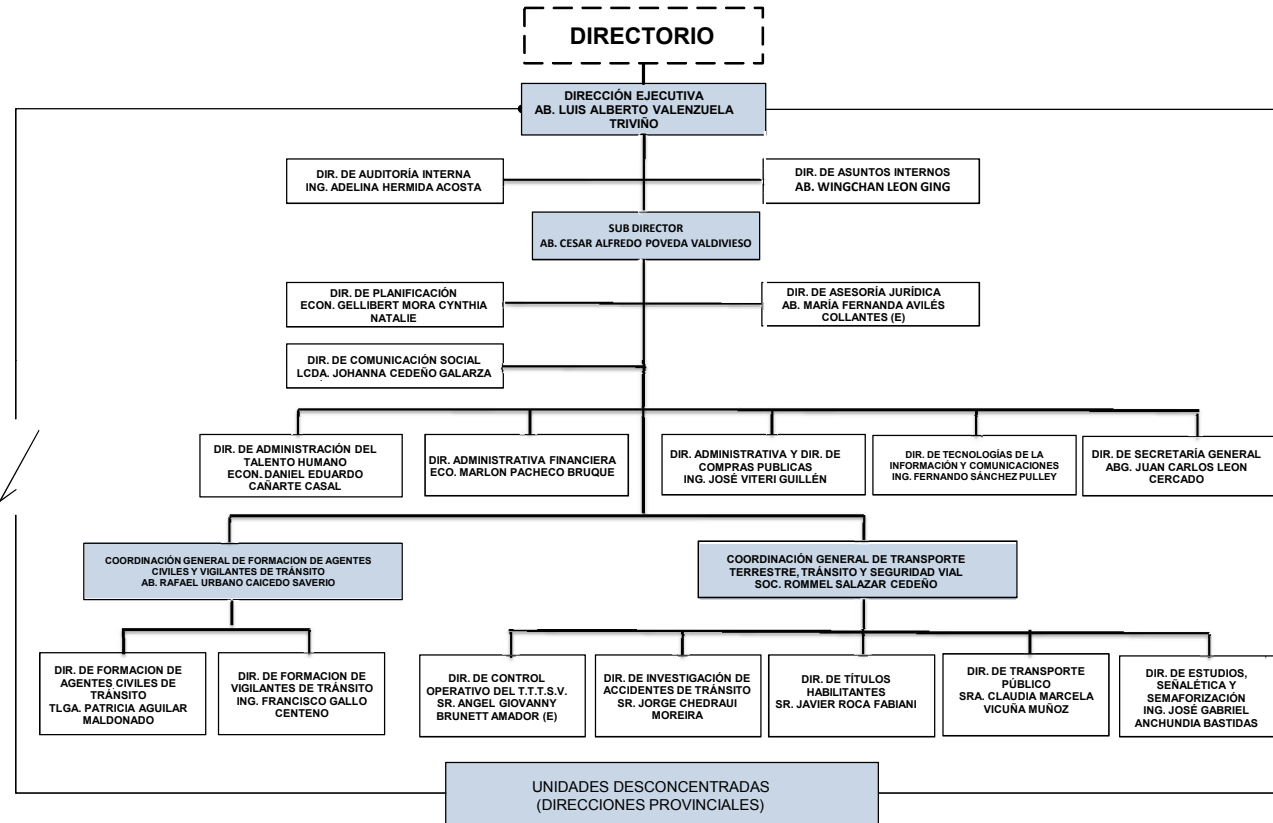 DIRECTORIO
DIRECCIÓN EJECUTIVA
AB. LUIS ALBERTO VALENZUELA
TRIVIÑO
DIR. DE AUDITORÍA INTERNA
ING. ADELINA HERMIDA ACOSTA
DIR. DE ASUNTOS INTERNOS
AB. WINGCHAN LEON GING
SUB DIRECTOR
AB. CESAR ALFREDO POVEDA VALDIVIESO
DIR. DE PLANIFICACIÓN
ECON. GELLIBERT MORA CYNTHIA
NATALIE
DIR. DE ASESORÍA JURÍDICA
AB. MARÍA FERNANDA AVILÉS
COLLANTES (E)
DIR. DE COMUNICACIÓN SOCIAL
LCDA. JOHANNA CEDEÑO GALARZA
DIR. DE ADMINISTRACIÓN DEL
TALENTO HUMANO
ECON. DANIEL EDUARDO
CAÑARTE CASAL
DIR. ADMINISTRATIVA FINANCIERA
ECO. MARLON PACHECO BRUQUE
DIR. ADMINISTRATIVA Y DIR. DE
COMPRAS PUBLICAS
ING. JOSÉ VITERI GUILLÉN
DIR. DE TECNOLOGÍAS DE LA
INFORMACIÓN Y COMUNICACIONES
ING. FERNANDO SÁNCHEZ PULLEY
DIR. DE SECRETARÍA GENERAL
ABG. JUAN CARLOS LEON
CERCADO
COORDINACIÓN GENERAL DE FORMACION DE AGENTES
CIVILES Y VIGILANTES DE TRÁNSITO
AB. RAFAEL URBANO CAICEDO SAVERIO
COORDINACIÓN GENERAL DE TRANSPORTE
TERRESTRE, TRÁNSITO Y SEGURIDAD VIAL
SOC. ROMMEL SALAZAR CEDEÑO
DIR. DE FORMACION DE
AGENTES CIVILES DE
TRÁNSITO
TLGA. PATRICIA AGUILAR
MALDONADO
DIR. DE FORMACION DE
VIGILANTES DE TRÁNSITO
ING. FRANCISCO GALLO
CENTENO
DIR. DE CONTROL
OPERATIVO DEL T.T.T.S.V.
SR. ANGEL GIOVANNY
BRUNETT AMADOR (E)
DIR. DE INVESTIGACIÓN DE
ACCIDENTES DE TRÁNSITO
SR. JORGE CHEDRAUI
MOREIRA
DIR. DE TÍTULOS
HABILITANTES
SR. JAVIER ROCA FABIANI
DIR. DE TRANSPORTE
PÚBLICO
SRA. CLAUDIA MARCELA
VICUÑA MUÑOZ
DIR. DE ESTUDIOS,
SEÑALÉTICA Y
SEMAFORIZACIÓN
ING. JOSÉ GABRIEL
ANCHUNDIA BASTIDAS
UNIDADES DESCONCENTRADAS
(DIRECCIONES PROVINCIALES)